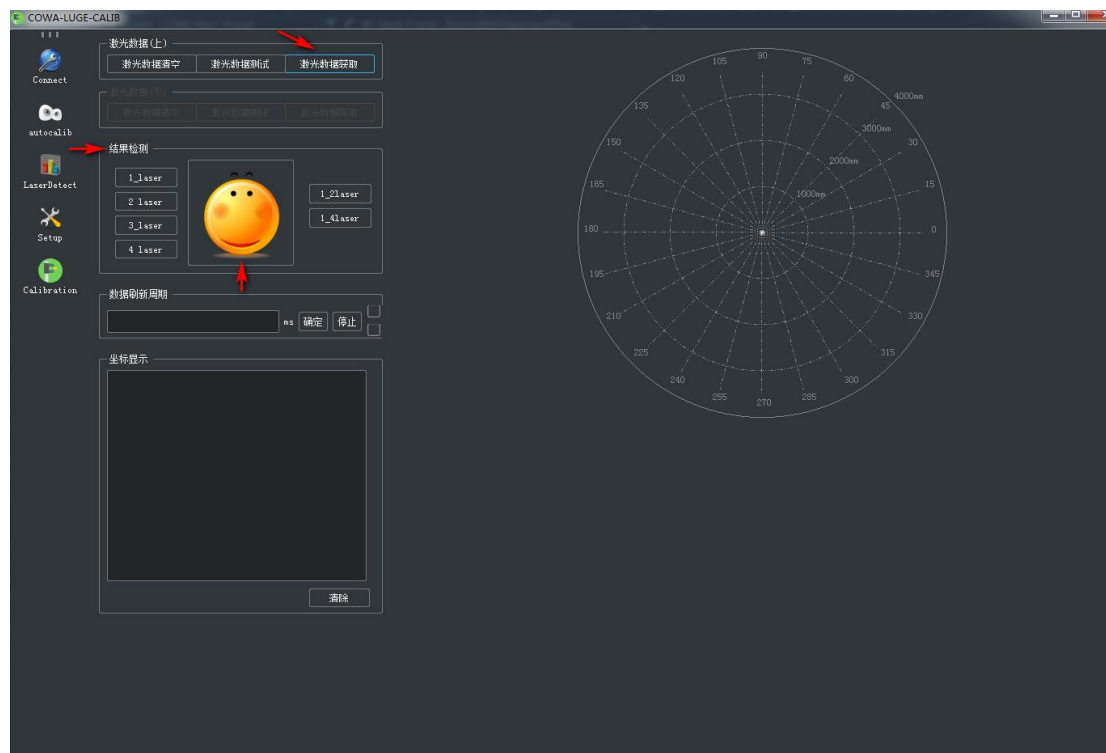 COWA-LUGE-CALIB
Connect
autocalib
LaserDetect
Setup
Calibration
激光数据(上)
激光数据清空 激光数据测试 激光数据获取
激光数据(下)
激光数据清空 激光数据测试 激光数据获取
结果检测
1_laser
2 laser
3_laser
4 laser
1_2laser
1_4laser
数据刷新周期
ms 确定 停止
坐标显示
清除
90
105 75
120 60
135 45 4000mm
3000mm
150 30
2000mm
165 15
1000mm
180 0
195 345
210 330
225 315
240 300
255 270 285